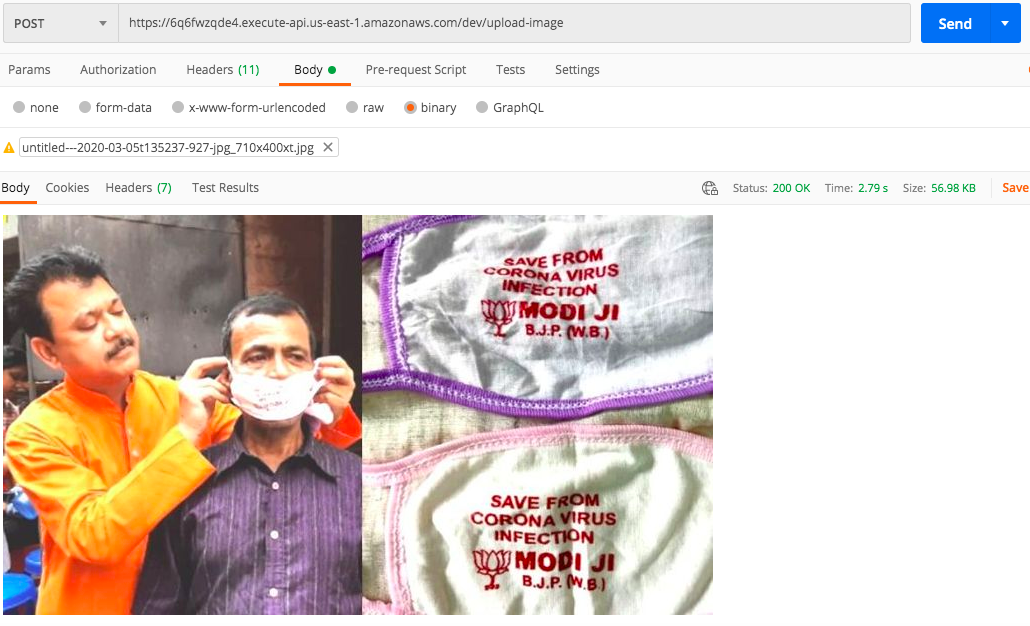 POST
https://6q6fwzqde4.execute-api.us-east-1.amazonaws.com/dev/upload-image
Send
Params Authorization Headers (11) Body Pre-request Script Tests Settings
none form-data x-www-form-urlencoded raw binary GraphQL
untitled---2020-03-05t135237-927-jpg_710x400xt.jpg
Body Cookies Headers (7) Test Results Status: 200 OK Time: 2.79 s Size: 56.98 KB Save
SAVE FROM
CORONA VIRUS
INFECTION
MODI JI
B.J.P. (W.B.)
SAVE FROM
CORONA VIRUS
INFECTION
MODI JI
B.J.P. (W.B.)